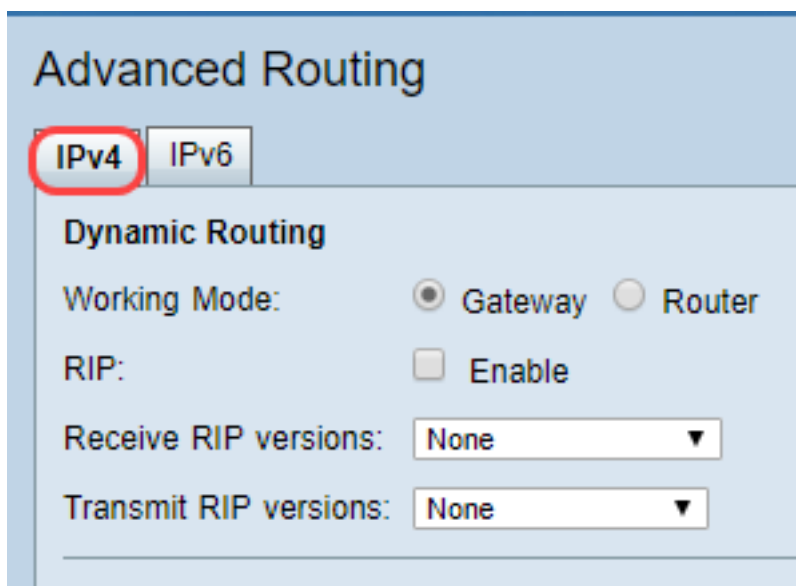 Advanced Routing
IPv4 IPv6
Dynamic Routing
Working Mode: Gateway Router
RIP: Enable
Receive RIP versions: None
Transmit RIP versions: None